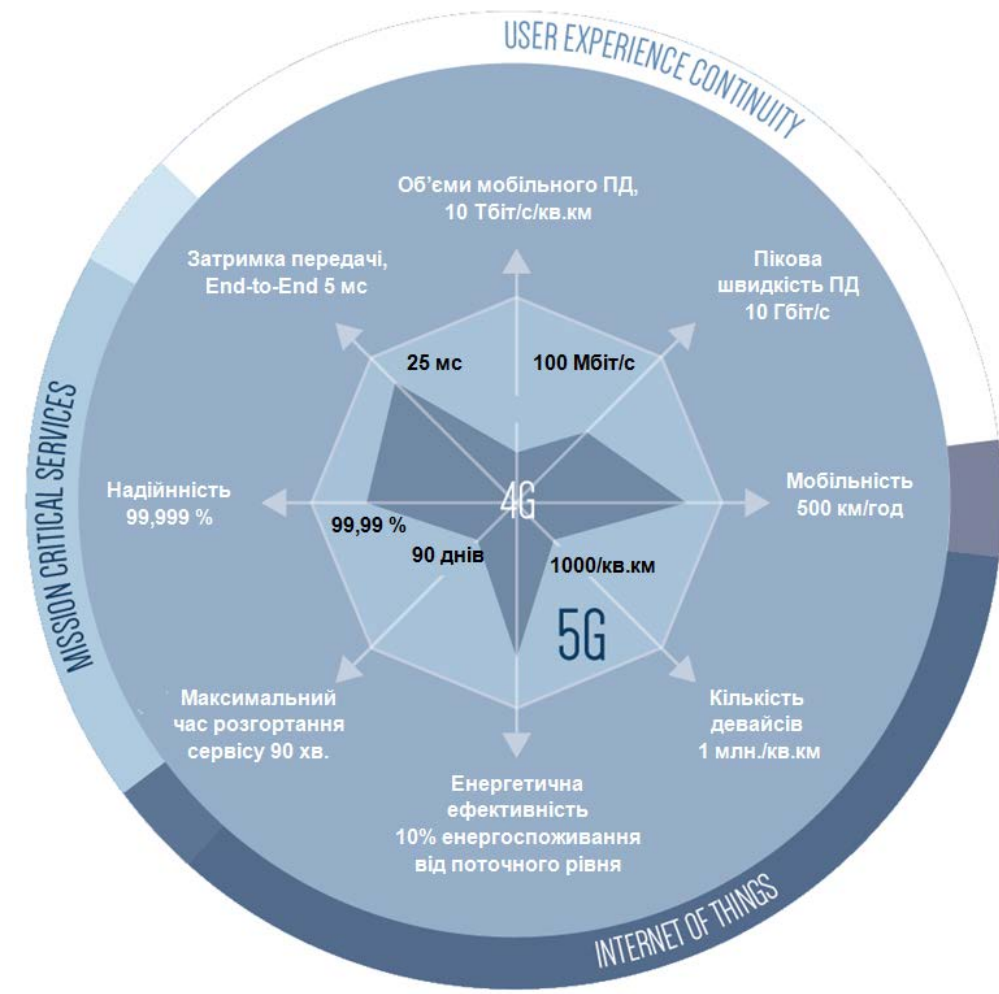 USER EXPERIENCE CONTINUITY
Об’єми мобільного ПД,
10 Тбіт/с/кв.км
Затримка передачі,
End-to-End 5 мс
Пікова
швидкість ПД
10 Гбіт/с
25 мс
100 Мбіт/с
MISSION CRITICAL SERVICES
Надійнність
99,999 %
4G
Мобільність
500 км/год
99,99 %
90 днів
1000/кв.км
5G
Максимальний
час розгортання
сервісу 90 хв.
Кількість
девайсів
1 млн./кв.км
Енергетична
ефективність
10% енергоспоживання
від поточного рівня
INTERNET OF THINGS